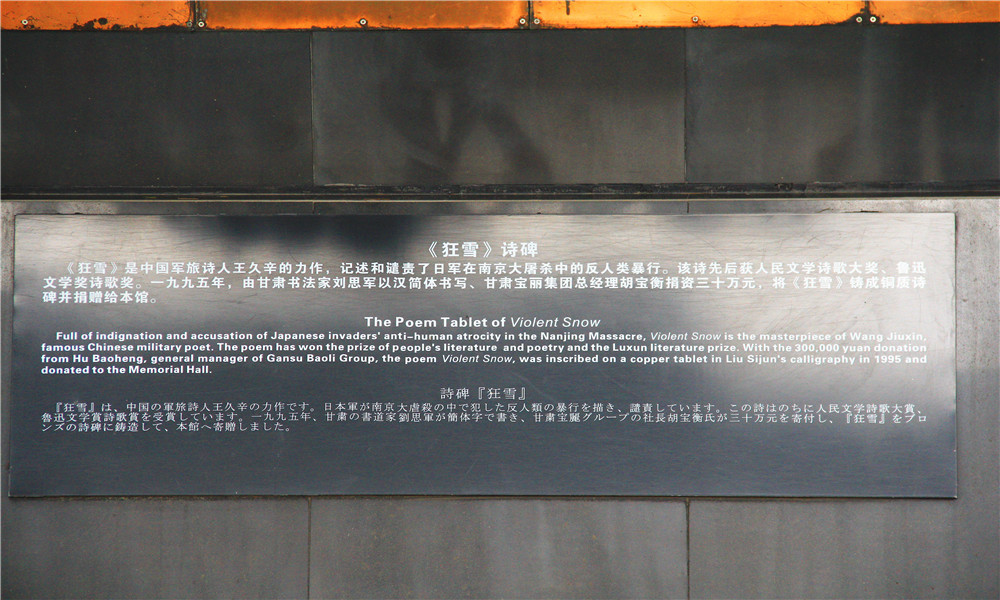 《狂雪》诗碑
《狂雪》是中国军旅诗人王久辛的力作，记述和谴责了日军在南京大屠杀中的反人类暴行。该诗先后获人民文学诗歌大奖、鲁迅
文学奖诗歌奖。一九九五年，由甘肃书法家刘思军以汉简体书写、甘肃宝丽集团总经理胡宝衡捐资三十万元，将《狂雪》铸成铜质诗
碑并捐赠给本馆。
The Poem Tablet of Violent Snow
Full of indignation and accusation of Japanese invaders' anti-human atrocity in the Nanjing Massacre, Violent Snow is the masterpiece of Wang Jiuxin,
famous Chinese military poet. The poem has won the prize of people's literature and poetry and the Luxun literature prize. With the 300,000 yuan donation
from Hu Baoheng, general manager of Gansu Baoli Group, the poem Violent Snow, was inscribed on a copper tablet in Liu Sijun's calligraphy in 1995 and
donated to the Memorial Hall.
詩碑『狂雪』
『狂雪』は、中国の軍旅詩人王久辛の力作です。日本軍が南京大虐殺の中で犯した反人類の暴行を描き、譴責しています。この詩はのちに人民文学詩歌大賞、
魯迅文学賞詩歌賞を受賞しています。一九九五年、甘粛の書道家劉思軍が簡体字で書き、甘粛宝麗グループの社長胡宝衡氏が三十万元を寄付し、『狂雪』をブロ
ンズの詩碑に鋳造して、本館へ寄贈しました。